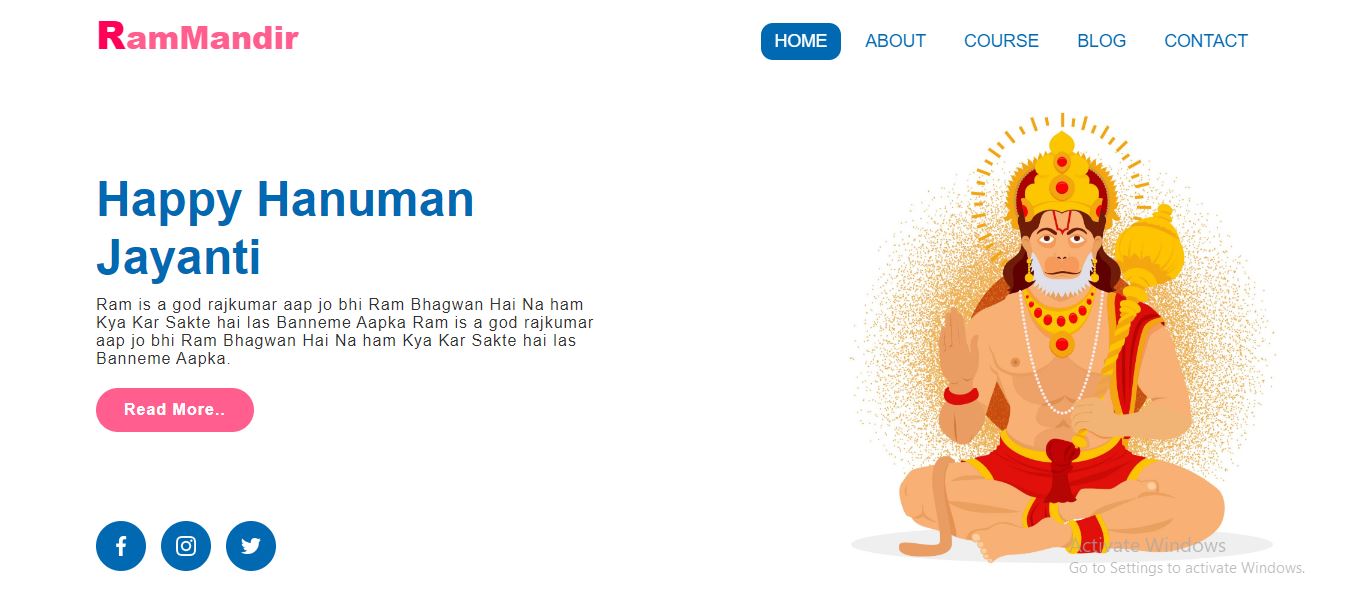 RamMandir
HOME ABOUT COURSE BLOG CONTACT
Happy Hanuman
Jayanti
Ram is a god rajkumar aap jo bhi Ram Bhagwan Hai Na ham
Kya Kar Sakte hai Ias Banneme Aapka Ram is a god rajkumar
aap jo bhi Ram Bhagwan Hai Na ham Kya Kar Sakte hai Ias
Banneme Aapka.
Read More..
Activate Windows
Go to Settings to activate Windows.